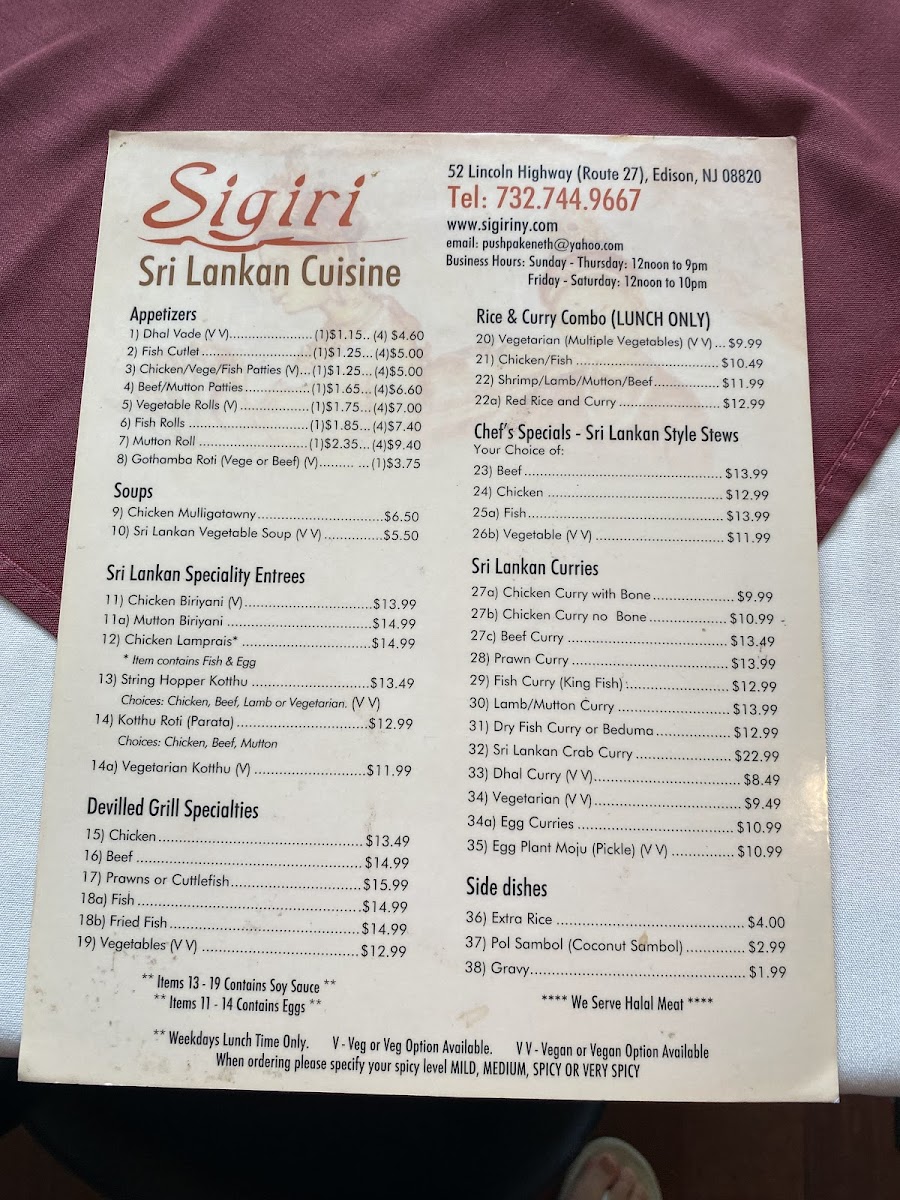 Sigiri
Sri Lankan Cuisine
52 Lincoln Highway (Route 27), Edison, NJ 08820
Tel: 732.744.9667
www.sigiriny.com
email: pushpakeneth@yahoo.com
Business Hours: Sunday - Thursday: 12noon to 9pm
Friday - Saturday: 12noon to 10pm
Appetizers
1) Dhal Vade (V V)......................(1)$1.15...(4) $4.60
2) Fish Cutlet.............................(1)$1.25...(4)$5.00
3) Chicken/Vege/Fish Patties (V)...(1)$1.25...(4)$5.00
4) Beef/Mutton Patties..................(1)$1.65...(4)$6.60
5) Vegetable Rolls (V)...................(1)$1.75...(4)$7.00
6) Fish Rolls ................................(1)$1.85...(4)$7.40
7) Mutton Roll .............................(1)$2.35...(4)$9.40
8) Gothamba Roti (Vege or Beef) (V)......... ...(1)$3.75
Soups
9) Chicken Mulligatawny................................$6.50
10) Sri Lankan Vegetable Soup (V V) ...............$5.50
Sri Lankan Speciality Entrees
11) Chicken Biriyani (V)................................$13.99
11a) Mutton Biriyani ....................................$14.99
12) Chicken Lamprais* ................................$14.99
* Item contains Fish & Egg
13) String Hopper Kotthu ..............................$13.49
Choices: Chicken, Beef, Lamb or Vegetarian. (V V)
14) Kotthu Roti (Parata)................................$12.99
Choices: Chicken, Beef, Mutton
14a) Vegetarian Kotthu (V) ............................$11.99
Devilled Grill Specialties
15) Chicken..................................................$13.49
16) Beef ......................................................$14.99
17) Prawns or Cuttlefish.................................$15.99
18a) Fish ......................................................$14.99
18b) Fried Fish...............................................$14.99
19) Vegetables (V V) .....................................$12.99
** Items 13 - 19 Contains Soy Sauce **
** Items 11 - 14 Contains Eggs **
Rice & Curry Combo (LUNCH ONLY)
20) Vegetarian (Multiple Vegetables) (V V)... $9.99
21) Chicken/Fish ...................................... $10.49
22) Shrimp/Lamb/Mutton/Beef................. $11.99
22a) Red Rice and Curry .......................... $12.99
Chef's Specials - Sri Lankan Style Stews
Your Choice of:
23) Beef.................................................. $13.99
24) Chicken ............................................. $12.99
25a) Fish.................................................. $13.99
26b) Vegetable (V V) ................................ $11.99
Sri Lankan Curries
27a) Chicken Curry with Bone.................... $9.99
27b) Chicken Curry no Bone.................... $10.99
27c) Beef Curry ........................................ $13.49
28) Prawn Curry........................................ $13.99
29) Fish Curry (King Fish) .......................... $12.99
30) Lamb/Mutton Curry ............................ $13.99
31) Dry Fish Curry or Beduma................... $12.99
32) Sri Lankan Crab Curry ........................ $22.99
33) Dhal Curry (V V)..................................... $8.49
34) Vegetarian (V V)..................................... $9.49
34a) Egg Curries ....................................... $10.99
35) Egg Plant Moju (Pickle) (V V) ................ $10.99
Side dishes
36) Extra Rice ............................................... $4.00
37) Pol Sambol (Coconut Sambol)............... $2.99
38) Gravy...................................................... $1.99
**** We Serve Halal Meat ****
** Weekdays Lunch Time Only. V - Veg or Veg Option Available. V V - Vegan or Vegan Option Available
When ordering please specify your spicy level MILD, MEDIUM, SPICY OR VERY SPICY